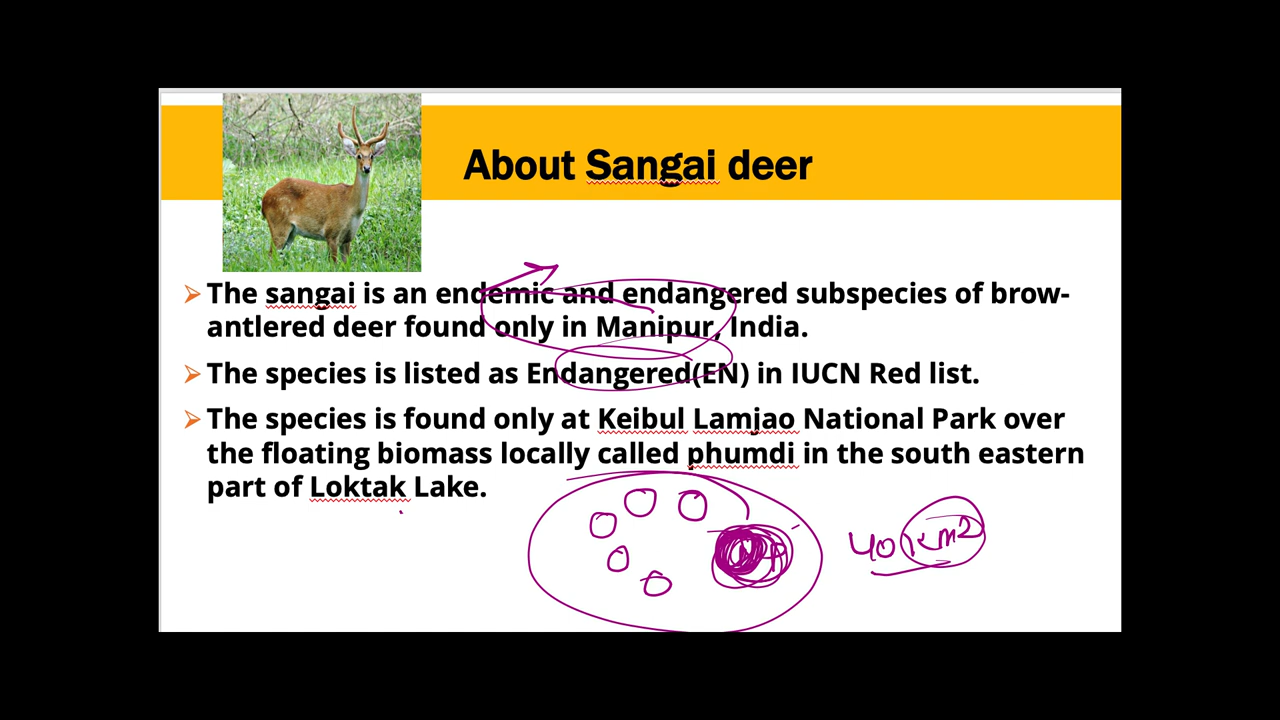 About Sangai deer
The sangai is an endemic and endangered subspecies of brow-
antlered deer found only in Manipur, India.
The species is listed as Endangered(EN) in IUCN Red list.
The species is found only at Keibul Lamjao National Park over
the floating biomass locally called phumdi in the south eastern
part of Loktak Lake.
40 km2